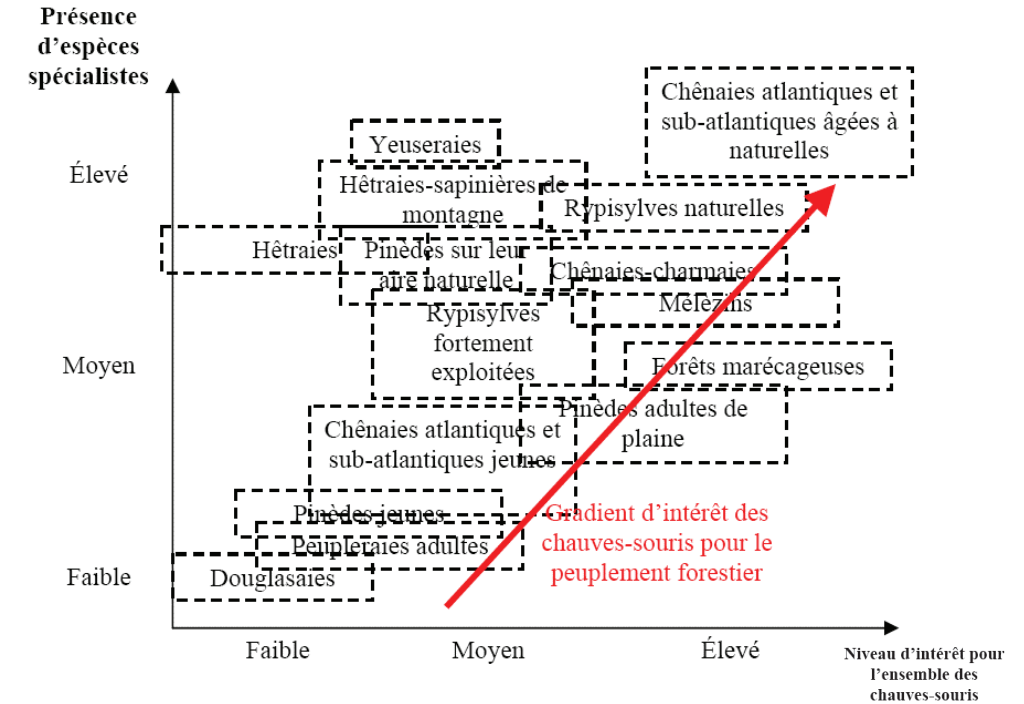 Présence
d’espèces
spécialistes
Élevé
Moyen
Faible
Chênaies atlantiques et
sub-atlantiques âgées à
naturelles
Yeuseraies
Hêtraies-sapinières de
montagne
Rypisylves naturelles
Hêtraies
Pinèdes sur leur
aire naturelle
Chênaies-charmaies
Mélèzins
Rypisylves
fortement
exploitées
Forêts marécageuses
Pinèdes adultes de
plaine
Chênaies atlantiques et
sub-atlantiques jeunes
Pinèdes jeunes
Peupleraies adultes
Douglasaies
Gradient d’intérêt des
chauves-souris pour le
peuplement forestier
Faible
Moyen
Élevé
Niveau d’intérêt pour
l’ensemble des
chauves-souris